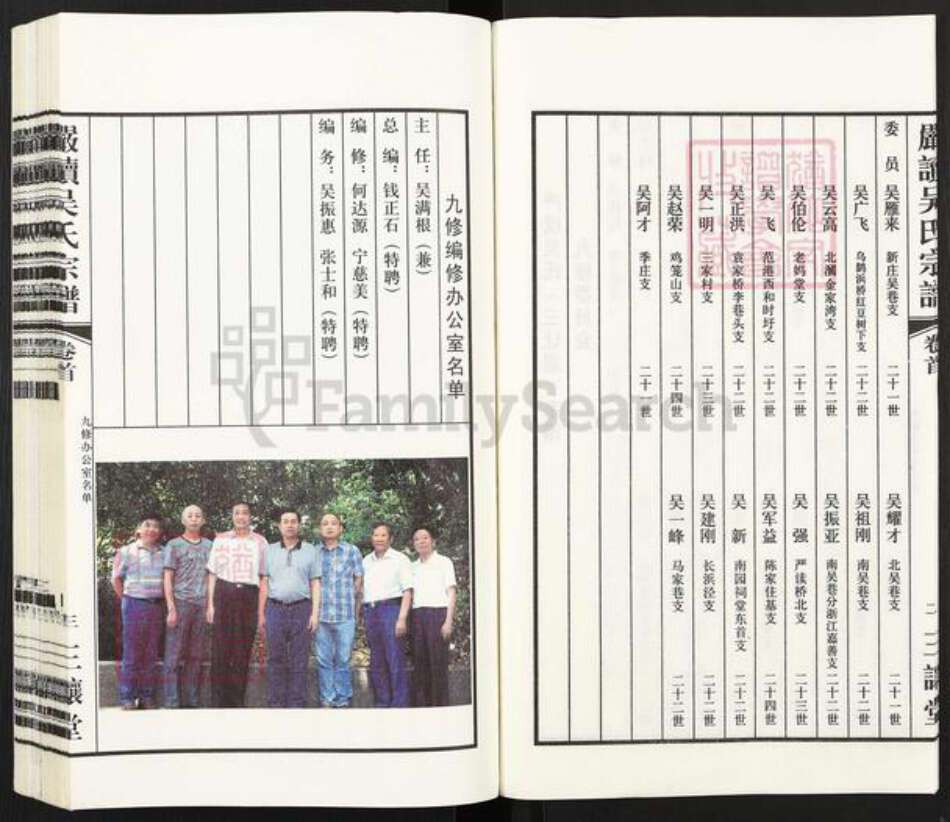 嚴讀吳氏宗譜
卷首
二
三讓堂
委员 吴雁来 新庄吴巷支 二十一世 吴耀才 北吴巷支 二十一世
吴广飞 乌鹊浜桥红豆树下支 二十二世 吴祖刚 南吴巷支 二十二世
吴云高 北漍金家湾支 二十二世 吴振亚 南吴巷分浙江嘉善支 二十二世
吴伯伦 老妈堂支 二十二世 吴强 严读桥北支 二十三世
吴飞 范港西和时圩支 二十二世 吴军益 陈家住基支 二十四世
吴正洪 袁家桥李巷头支 二十二世 吴新 南园祠堂东首支 二十二世
吴一明 三家村支 二十三世 吴建刚 长浜泾支 二十二世
吴赵荣 鸡笼山支 二十四世 吴一峰 马家巷支 二十二世
吴阿才 季庄支 二十一世
九修编修办公室名单
主任：吴满根（兼）
总编：钱正石（特聘）
编修：何达源 宁慈美（特聘）
编务：吴振惠 张士和（特聘）
嚴讀吳氏宗譜
卷首
九修办公室名单
三
三讓堂
FamilySearch